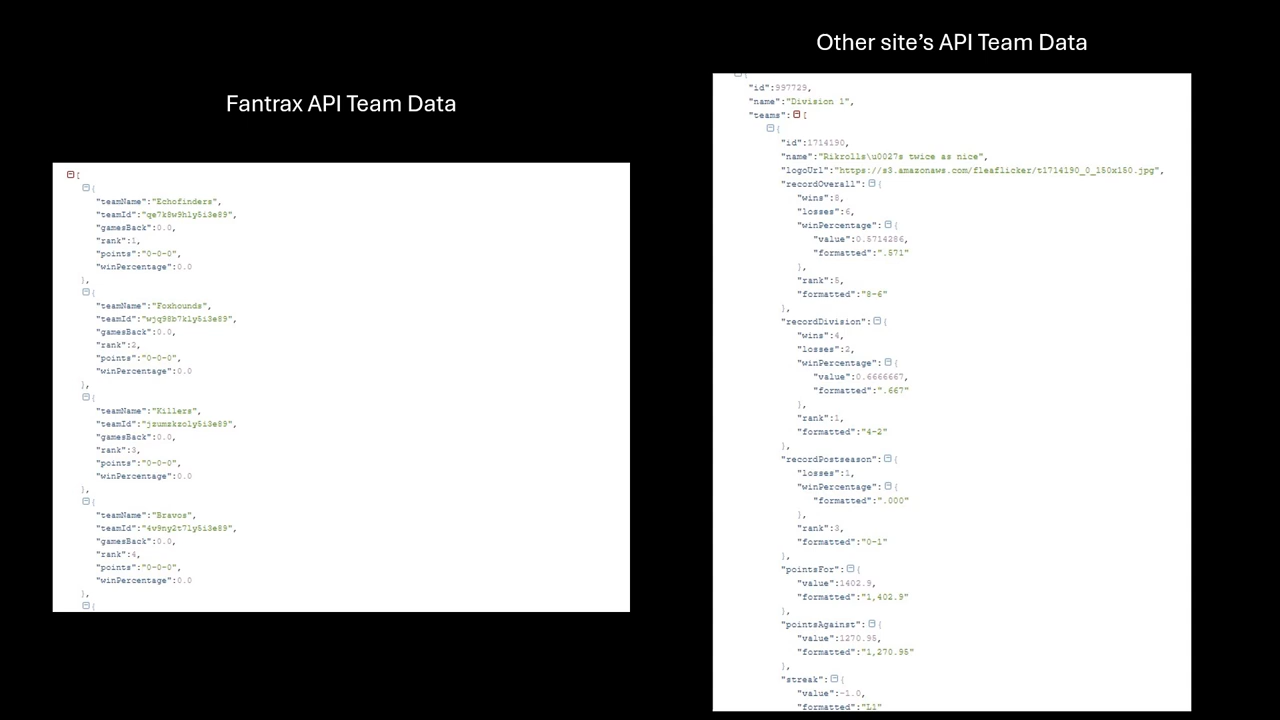 Fantrax API Team Data
[
{
"teamName":"Echofinders",
"teamId":"qe7k8w9hly5i3e89",
"gamesBack":0.0,
"rank":1,
"points":"0-0-0",
"winPercentage":0.0
},
{
"teamName":"Foxhounds",
"teamId":"wjq98b7kly5i3e89",
"gamesBack":0.0,
"rank":2,
"points":"0-0-0",
"winPercentage":0.0
},
{
"teamName":"Killers",
"teamId":"jzumzkzoly5i3e89",
"gamesBack":0.0,
"rank":3,
"points":"0-0-0",
"winPercentage":0.0
},
{
"teamName":"Bravos",
"teamId":"4v9ny2t7ly5i3e89",
"gamesBack":0.0,
"rank":4,
"points":"0-0-0",
"winPercentage":0.0
},
{
Other site's API Team Data
{
"id":997729,
"name":"Division 1",
"teams":[
{
"id":1714190,
"name":"Rikrolls\u0027s twice as nice",
"logoUrl":"https://s3.amazonaws.com/fleaflicker/t1714190_0_150x150.jpg",
"recordOverall":{
"wins":8,
"losses":6,
"winPercentage":{
"value":0.5714286,
"formatted":".571"
},
"rank":5,
"formatted":"8-6"
},
"recordDivision":{
"wins":4,
"losses":2,
"winPercentage":{
"value":0.6666667,
"formatted":".667"
},
"rank":1,
"formatted":"4-2"
},
"recordPostseason":{
"losses":1,
"winPercentage":{
"formatted":".000"
},
"rank":3,
"formatted":"0-1"
},
"pointsFor":{
"value":1402.9,
"formatted":"1,402.9"
},
"pointsAgainst":{
"value":1270.95,
"formatted":"1,270.95"
},
"streak":{
"value":-1.0,
"formatted":"L1"